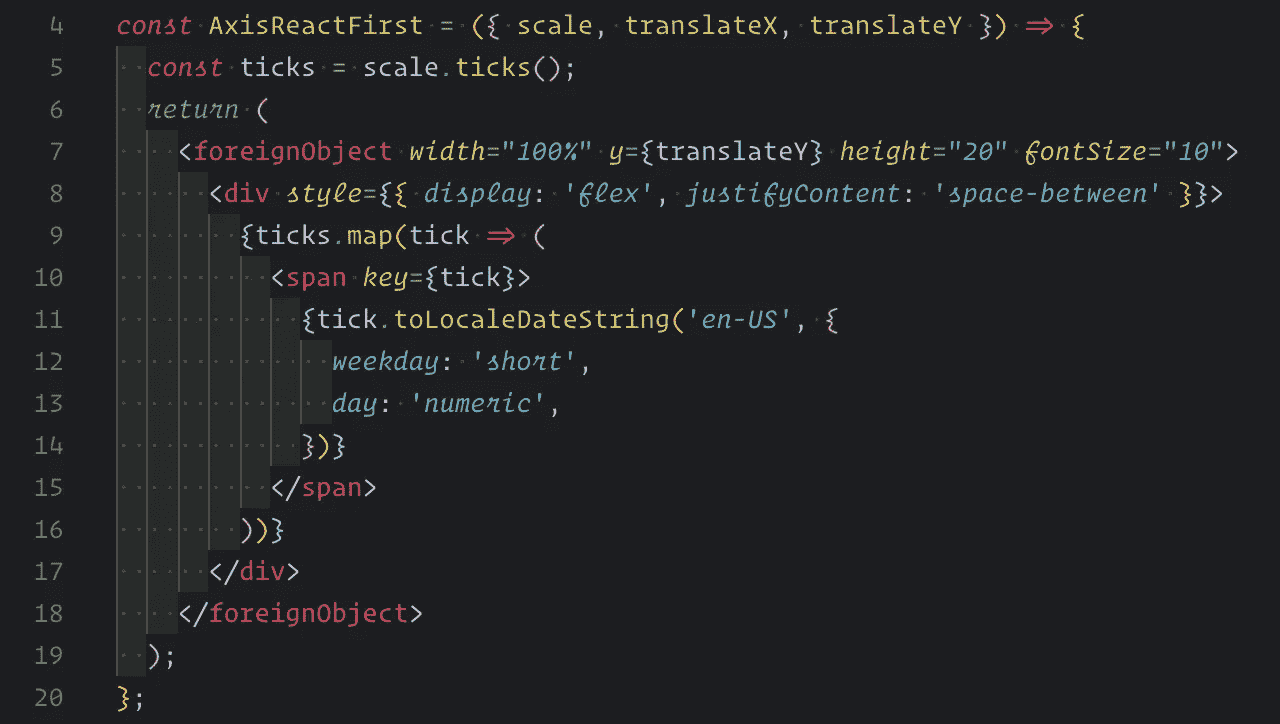 4 const AxisReactFirst = ({ scale, translateX, translateY }) => {
5 const ticks = scale.ticks();
6 return (
7 <foreignObject width="100%" y={translateY} height="20" fontSize="10">
8 <div style={{ display: 'flex', justifyContent: 'space-between' }}>
9 {ticks.map(tick => (
10 <span key={tick}>
11 {tick.toLocaleDateString('en-US', {
12 weekday: 'short',
13 day: 'numeric',
14 })}
15 </span>
16 ))}
17 </div>
18 </foreignObject>
19 );
20 };